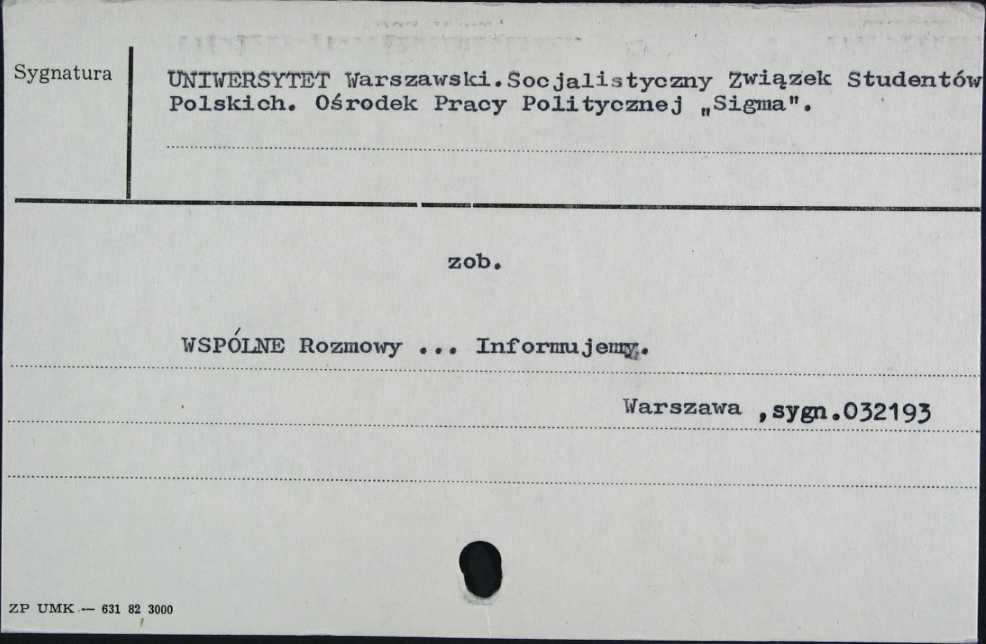 Sygnatura
UNIWERSYTET Warszawski.Socjalistyczny Związek Studentów
Polskich. Ośrodek Pracy Politycznej „Sigma".
zob.
WSPÓLNE Rozmowy ... Informujemy.
Warszawa ,sygn.032193
ZP UMK — 631 82 3000